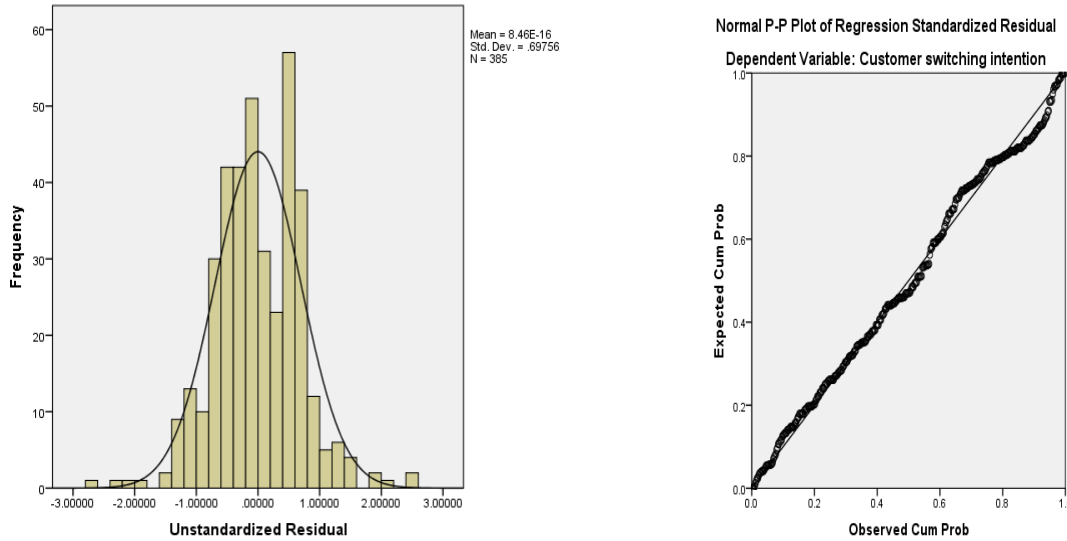 60
50
40
30
20
10
0
Frequency
-3.00000 -2.00000 -1.00000 .00000 1.00000 2.00000 3.00000
Unstandardized Residual
Mean = 8.46E-16
Std. Dev. = .69756
N = 385
Normal P-P Plot of Regression Standardized Residual
Dependent Variable: Customer switching intention
1.0
0.8
0.6
0.4
0.2
0.0
Expected Cum Prob
0.0 0.2 0.4 0.6 0.8 1.
Observed Cum Prob